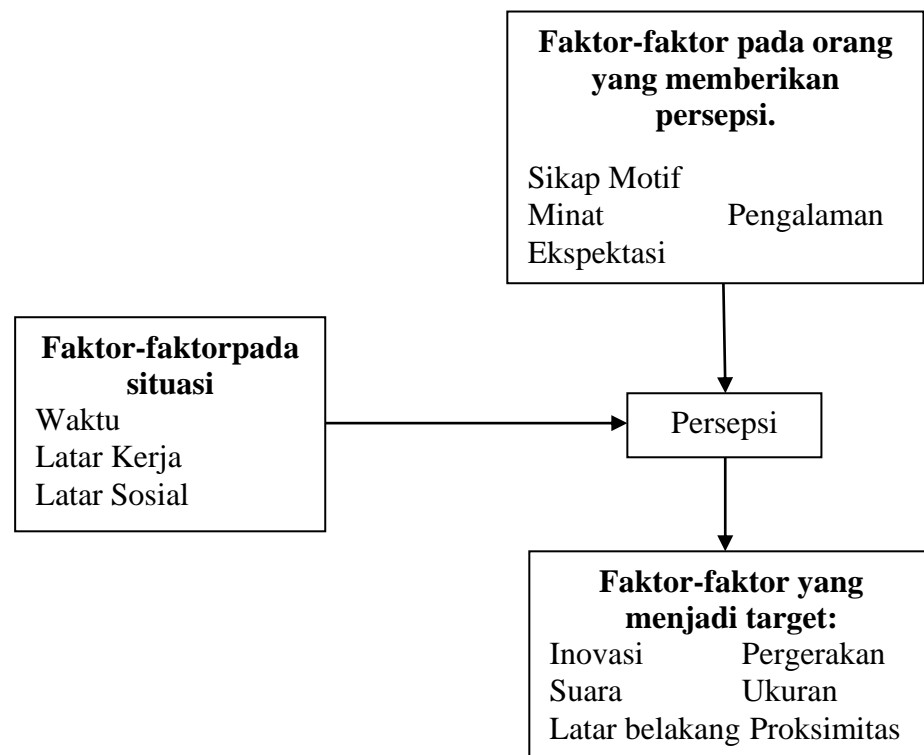 Faktor-faktor pada orang
yang memberikan
persepsi.
Sikap Motif
Minat Pengalaman
Ekspektasi
Faktor-faktorpada
situasi
Waktu
Latar Kerja
Latar Sosial
Persepsi
Faktor-faktor yang
menjadi target:
Inovasi Pergerakan
Suara Ukuran
Latar belakang Proksimitas